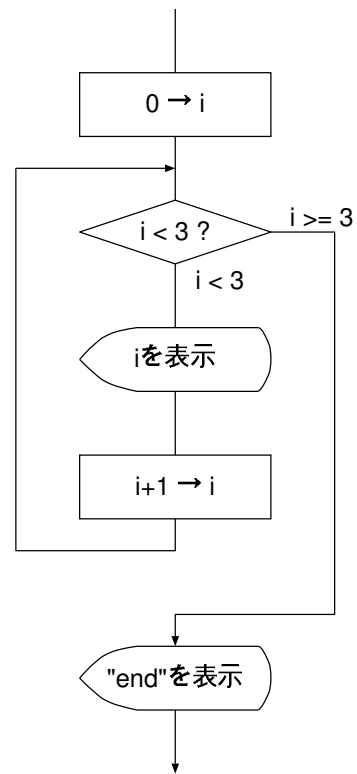 0 → i
i < 3 ?
i >= 3
i < 3
iを表示
i+1 → i
"end"を表示